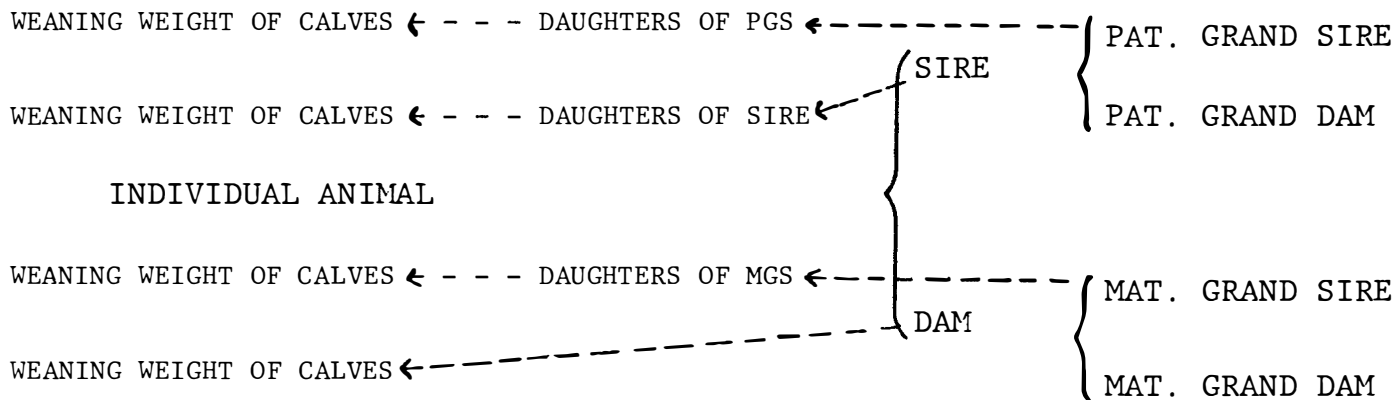 WEANING WEIGHT OF CALVES DAUGHTERS OF PGS PAT. GRAND SIRE
SIRE
WEANING WEIGHT OF CALVES DAUGHTERS OF SIRE PAT. GRAND DAM
INDIVIDUAL ANIMAL
WEANING WEIGHT OF CALVES DAUGHTERS OF MGS MAT. GRAND SIRE
DAM
WEANING WEIGHT OF CALVES MAT. GRAND DAM